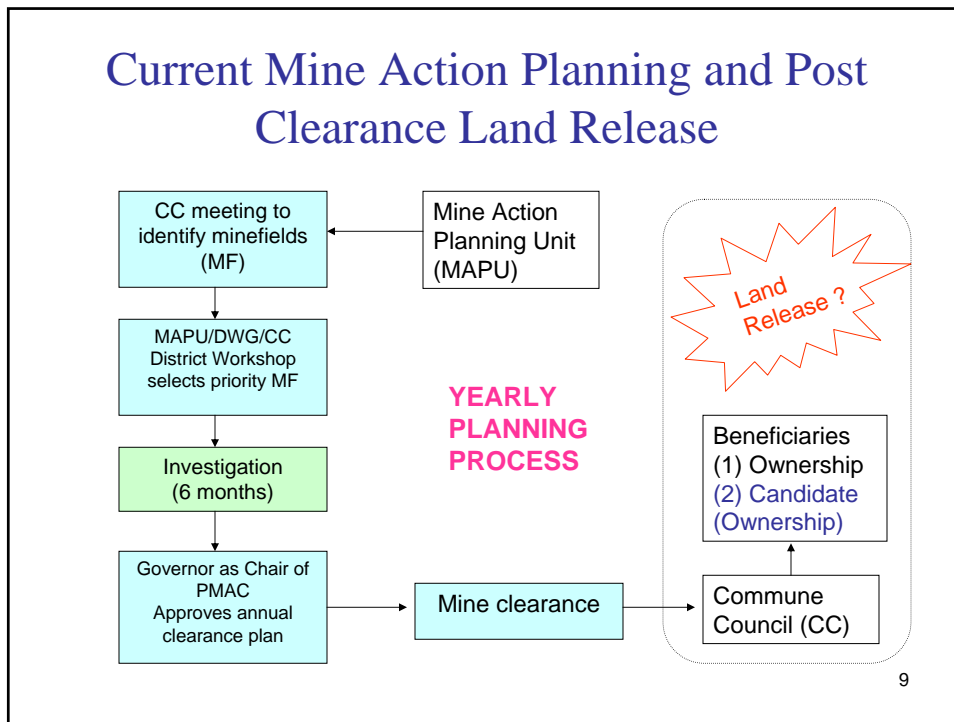 Current Mine Action Planning and Post
Clearance Land Release
CC meeting to
identify minefields
(MF)
Mine Action
Planning Unit
(MAPU)
MAPU/DWG/CC
District Workshop
selects priority MF
Investigation
(6 months)
Governor as Chair of
PMAC
Approves annual
clearance plan
YEARLY
PLANNING
PROCESS
Mine clearance
Land
Release ?
Beneficiaries
(1) Ownership
(2) Candidate
(Ownership)
Commune
Council (CC)
9